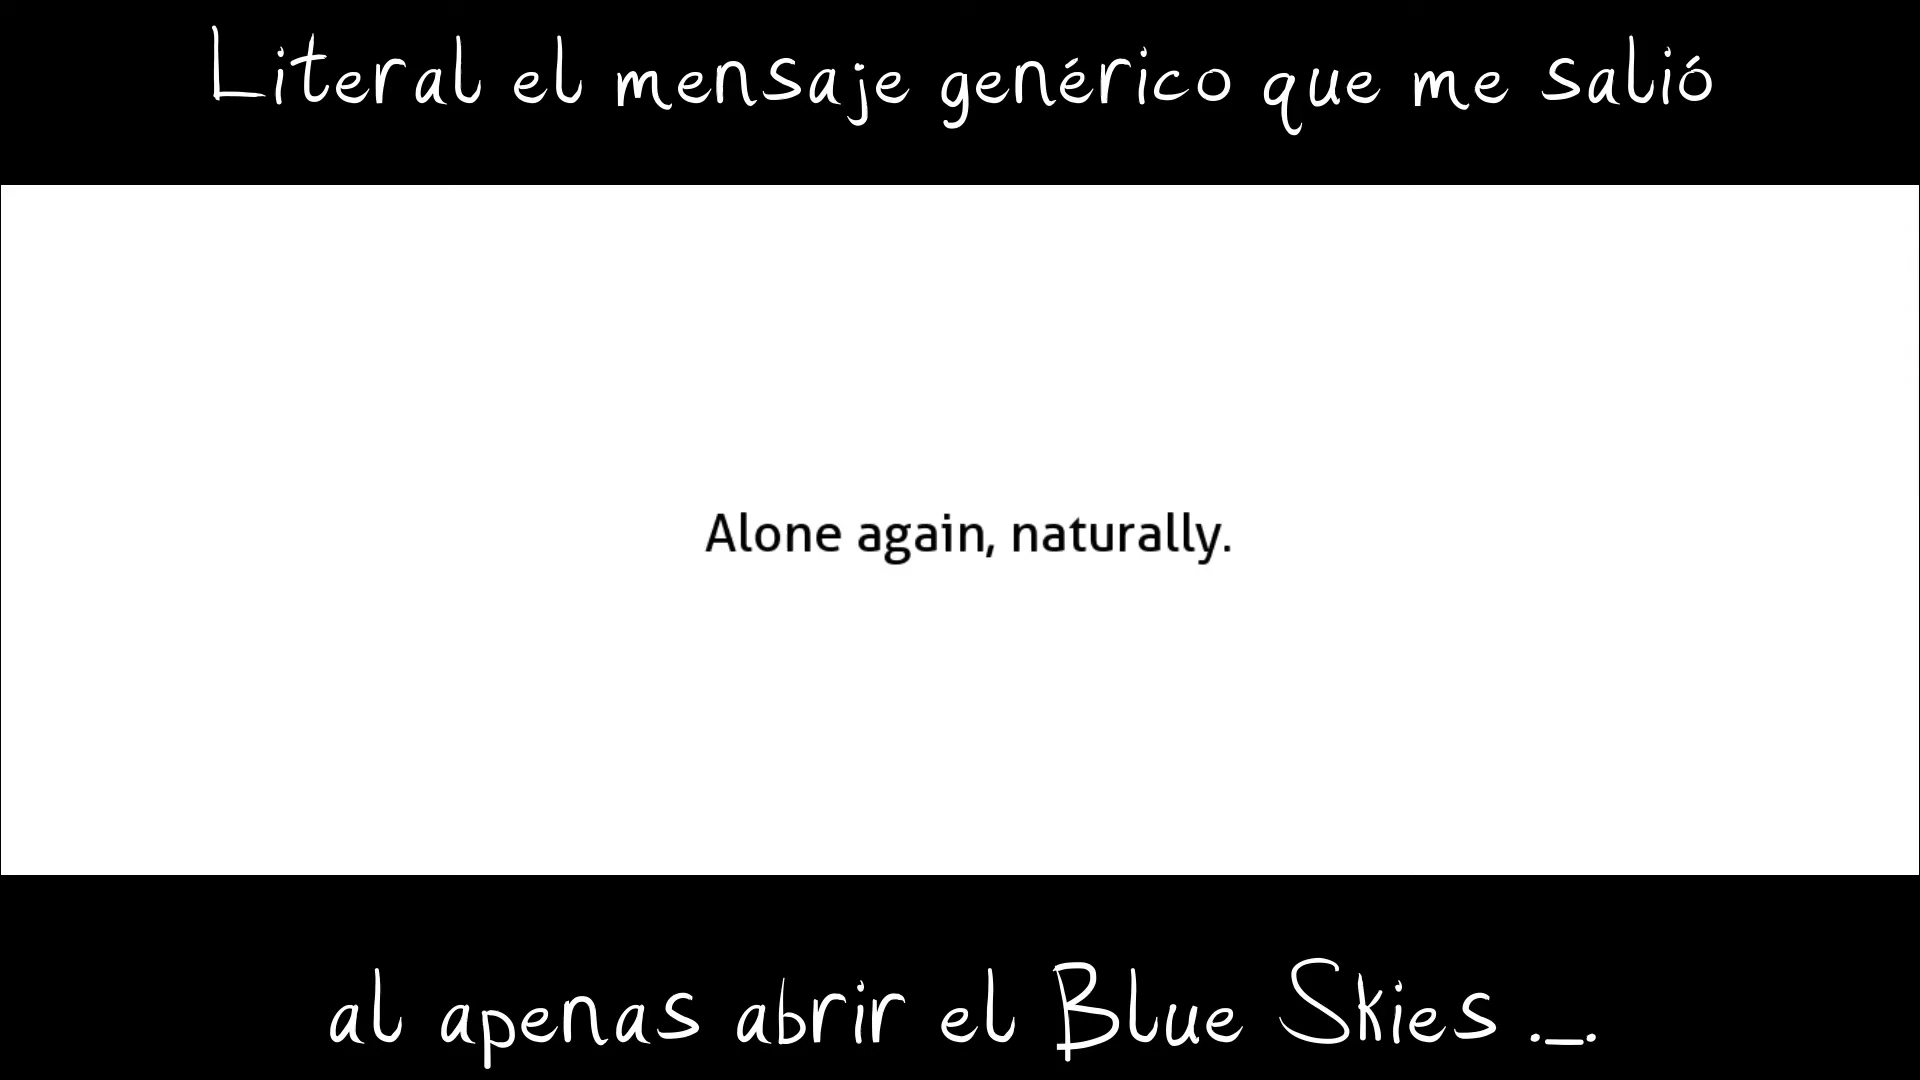 Literal el mensaje genérico que me salió
Alone again, naturally.
al apenas abrir el Blue Skies ._.